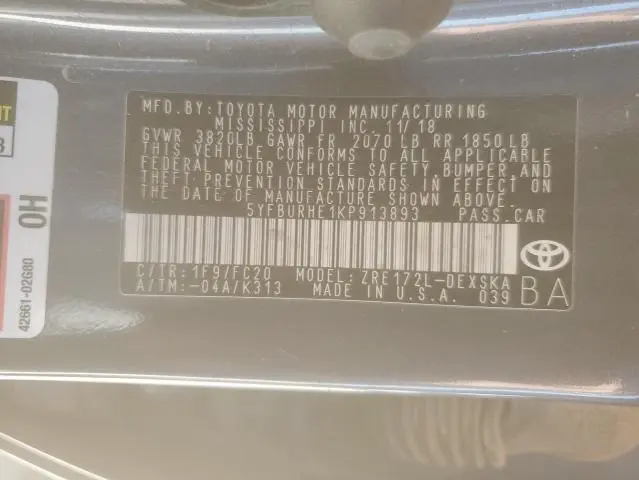 MFD.BY:TOYOTA MOTOR MANUFACTURING
MISSISSIPPI INC. 11/18
GVWR 3820LB GAWR FR 2070 LB RR 1850 LB
THIS VEHICLE CONFORMS TO ALL APPLICABLE
FEDERAL MOTOR VEHICLE SAFETY,BUMPER,AND
THEFT PREVENTION STANDARDS IN EFFECT ON
THE DATE OF MANUFACTURE SHOWN ABOVE.
5YFBURHE1KP913893 PASS.CAR
C/TR:1F9/FC20 MODEL:ZRE172L-DEXSKA
A/TM:-04A/K313 MADE IN U.S.A. 039
BA
OH
42661-02G80